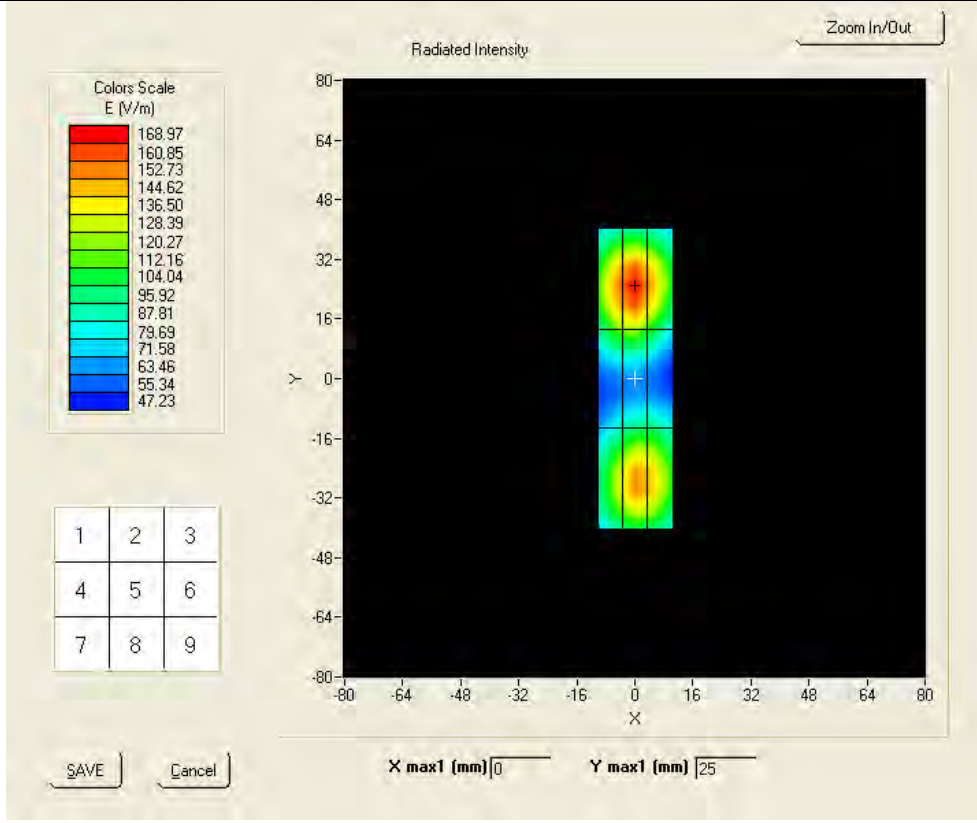 Zoom In/Out
Radiated Intensity
Colors Scale
E (V/m)
168.97
160.85
152.73
144.62
136.50
128.39
120.27
112.16
104.04
95.92
87.81
79.69
71.58
63.46
55.34
47.23
80
64
48
32
16
0
-16
-32
-48
-64
-80
Y
-80 -64 -48 -32 -16 0 16 32 48 64 80
X
1 2 3
4 5 6
7 8 9
SAVE Cancel
X max1 (mm) 0 Y max1 (mm) 25